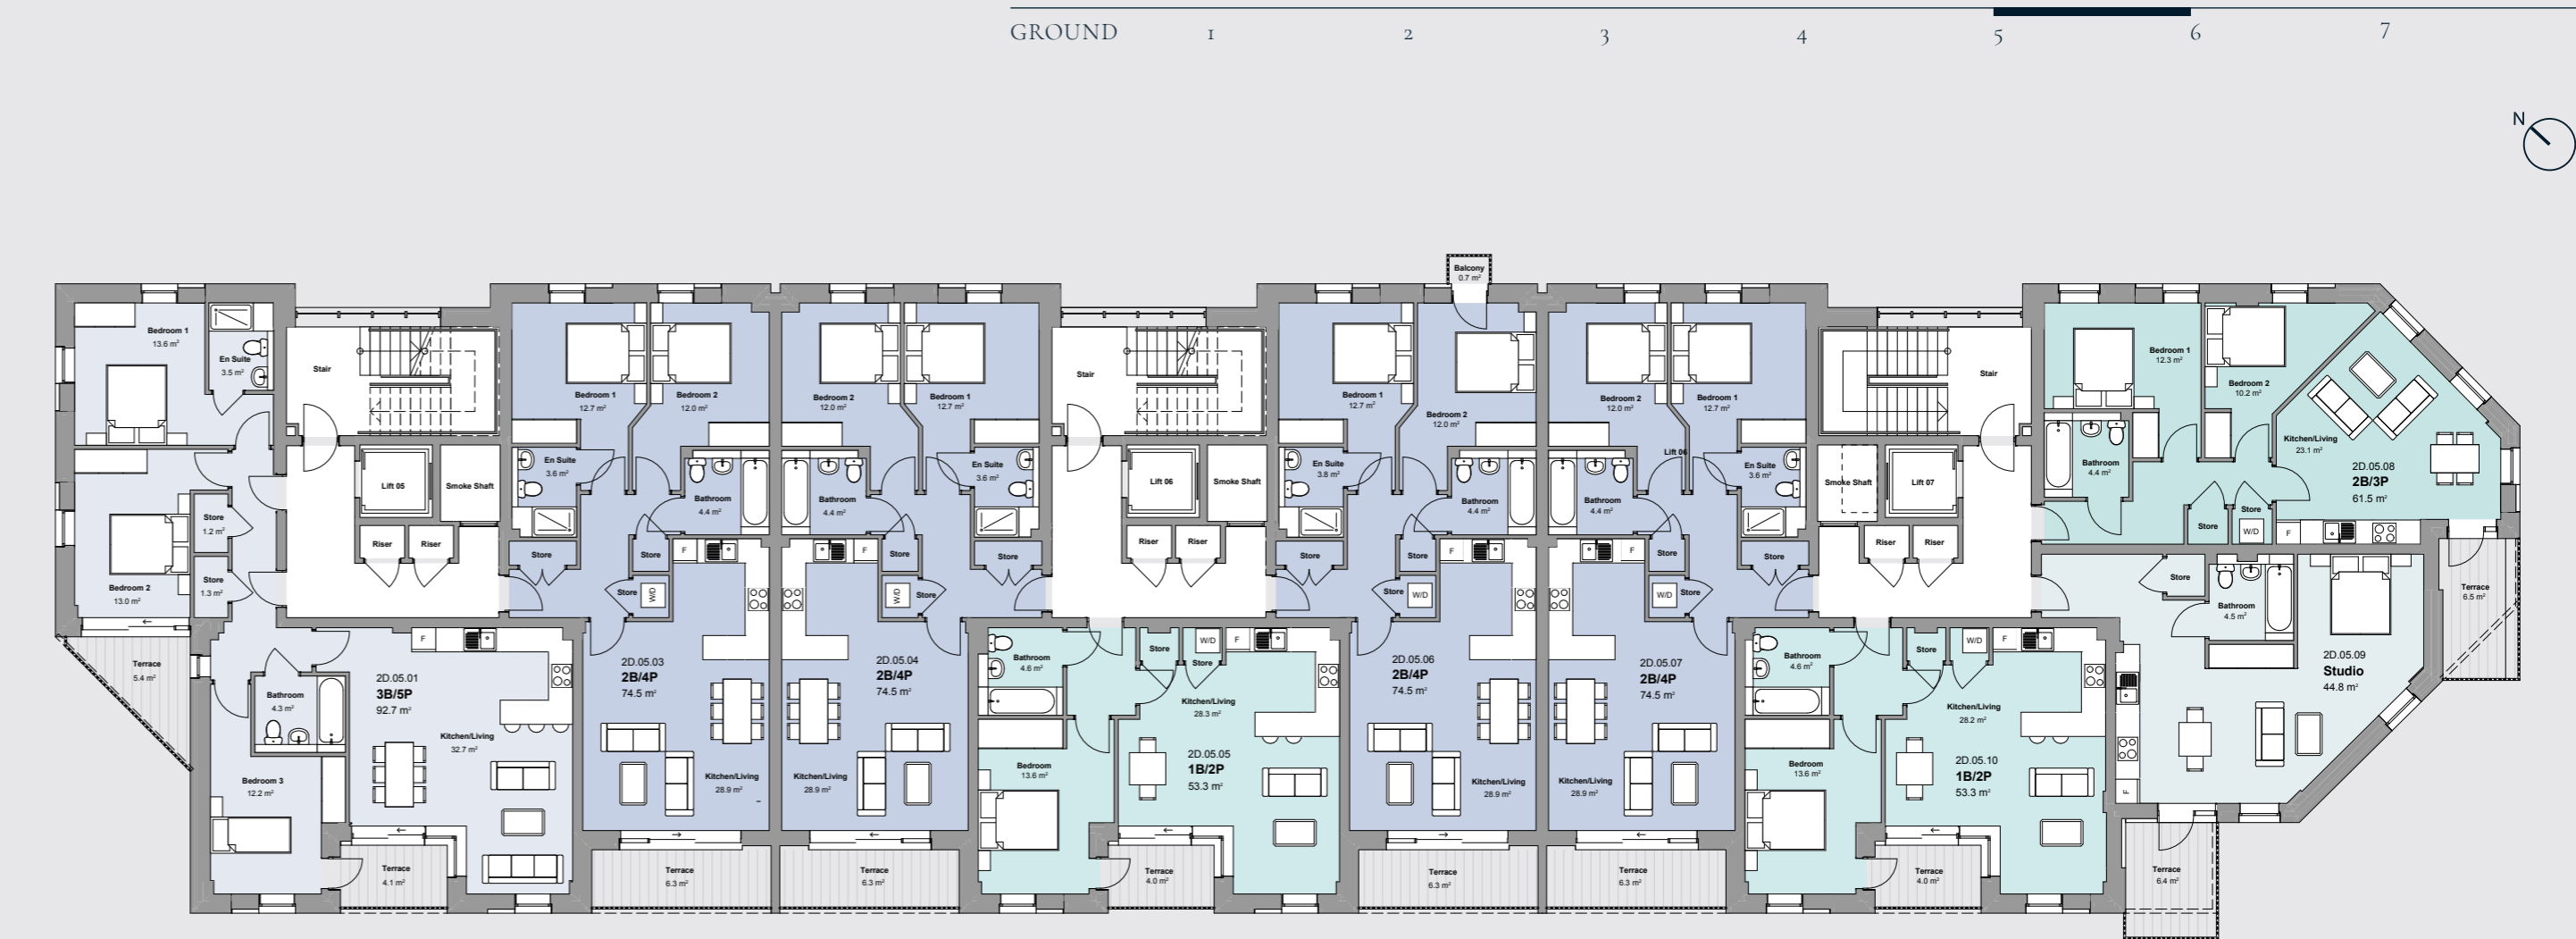 GROUND 1 2 3 4 5 6 7
N
Balcony
0.7 m²
Bedroom 1
13.6 m²
En Suite
3.5 m²
Stair
Bedroom 2
13.0 m²
Store
1.2 m²
Store
1.3 m²
Lift 05
Smoke Shaft
Riser
Riser
Terrace
5.4 m²
Bathroom
4.3 m²
2D.05.01
3B/5P
92.7 m²
F
Kitchen/Living
32.7 m²
Bedroom 3
12.2 m²
Terrace
4.1 m²
Bedroom 1
12.7 m²
Bedroom 2
12.0 m²
En Suite
3.6 m²
Bathroom
4.4 m²
Store
Store
F
Store
W/D
2D.05.03
2B/4P
74.5 m²
Kitchen/Living
28.9 m²
Terrace
6.3 m²
Bedroom 2
12.0 m²
Bedroom 1
12.7 m²
Bathroom
4.4 m²
En Suite
3.6 m²
F
Store
Store
W/D
Store
2D.05.04
2B/4P
74.5 m²
Kitchen/Living
28.9 m²
Terrace
6.3 m²
Stair
Lift 06
Smoke Shaft
Riser
Riser
Bathroom
4.6 m²
Store
W/D
Store
F
Kitchen/Living
28.3 m²
2D.05.05
1B/2P
53.3 m²
Bedroom
13.6 m²
Terrace
4.0 m²
Bedroom 1
12.7 m²
Bedroom 2
12.0 m²
En Suite
3.8 m²
Bathroom
4.4 m²
Store
Store
F
Store
W/D
2D.05.06
2B/4P
74.5 m²
Kitchen/Living
28.9 m²
Terrace
6.3 m²
Bedroom 2
12.0 m²
Bedroom 1
12.7 m²
Lift 06
Bathroom
4.4 m²
En Suite
3.6 m²
F
Store
Store
W/D
Store
2D.05.07
2B/4P
74.5 m²
Kitchen/Living
28.9 m²
Terrace
6.3 m²
Stair
Smoke Shaft
Lift 07
Riser
Riser
Bathroom
4.6 m²
Store
W/D
F
Kitchen/Living
28.2 m²
2D.05.10
1B/2P
53.3 m²
Bedroom
13.6 m²
Terrace
4.0 m²
Bedroom 1
12.3 m²
Bedroom 2
10.2 m²
Bathroom
4.4 m²
Kitchen/Living
23.1 m²
2D.05.08
2B/3P
61.5 m²
Store
Store
W/D
F
Terrace
6.5 m²
Store
Bathroom
4.5 m²
2D.05.09
Studio
44.8 m²
F
Terrace
6.4 m²